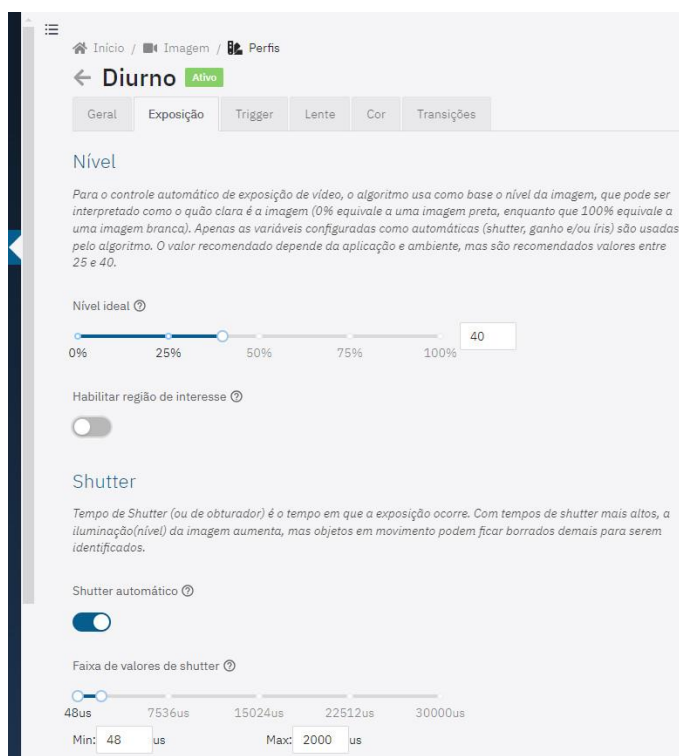 Início / Imagem / Perfis
Diurno Ativo
Geral Exposição Trigger Lente Cor Transições
Nível
Para o controle automático de exposição de vídeo, o algoritmo usa como base o nível da imagem, que pode ser
interpretado como o quão clara é a imagem (0% equivale a uma imagem preta, enquanto que 100% equivale a
uma imagem branca). Apenas as variáveis configuradas como automáticas (shutter, ganho e/ou íris) são usadas
pelo algoritmo. O valor recomendado depende da aplicação e ambiente, mas são recomendados valores entre
25 e 40.
Nível ideal
40
0% 25% 50% 75% 100%
Habilitar região de interesse
Shutter
Tempo de Shutter (ou de obturador) é o tempo em que a exposição ocorre. Com tempos de shutter mais altos, a
iluminação(nível) da imagem aumenta, mas objetos em movimento podem ficar borrados demais para serem
identificados.
Shutter automático
Faixa de valores de shutter
48us 7536us 15024us 22512us 30000us
Min: 48 us Max: 2000 us